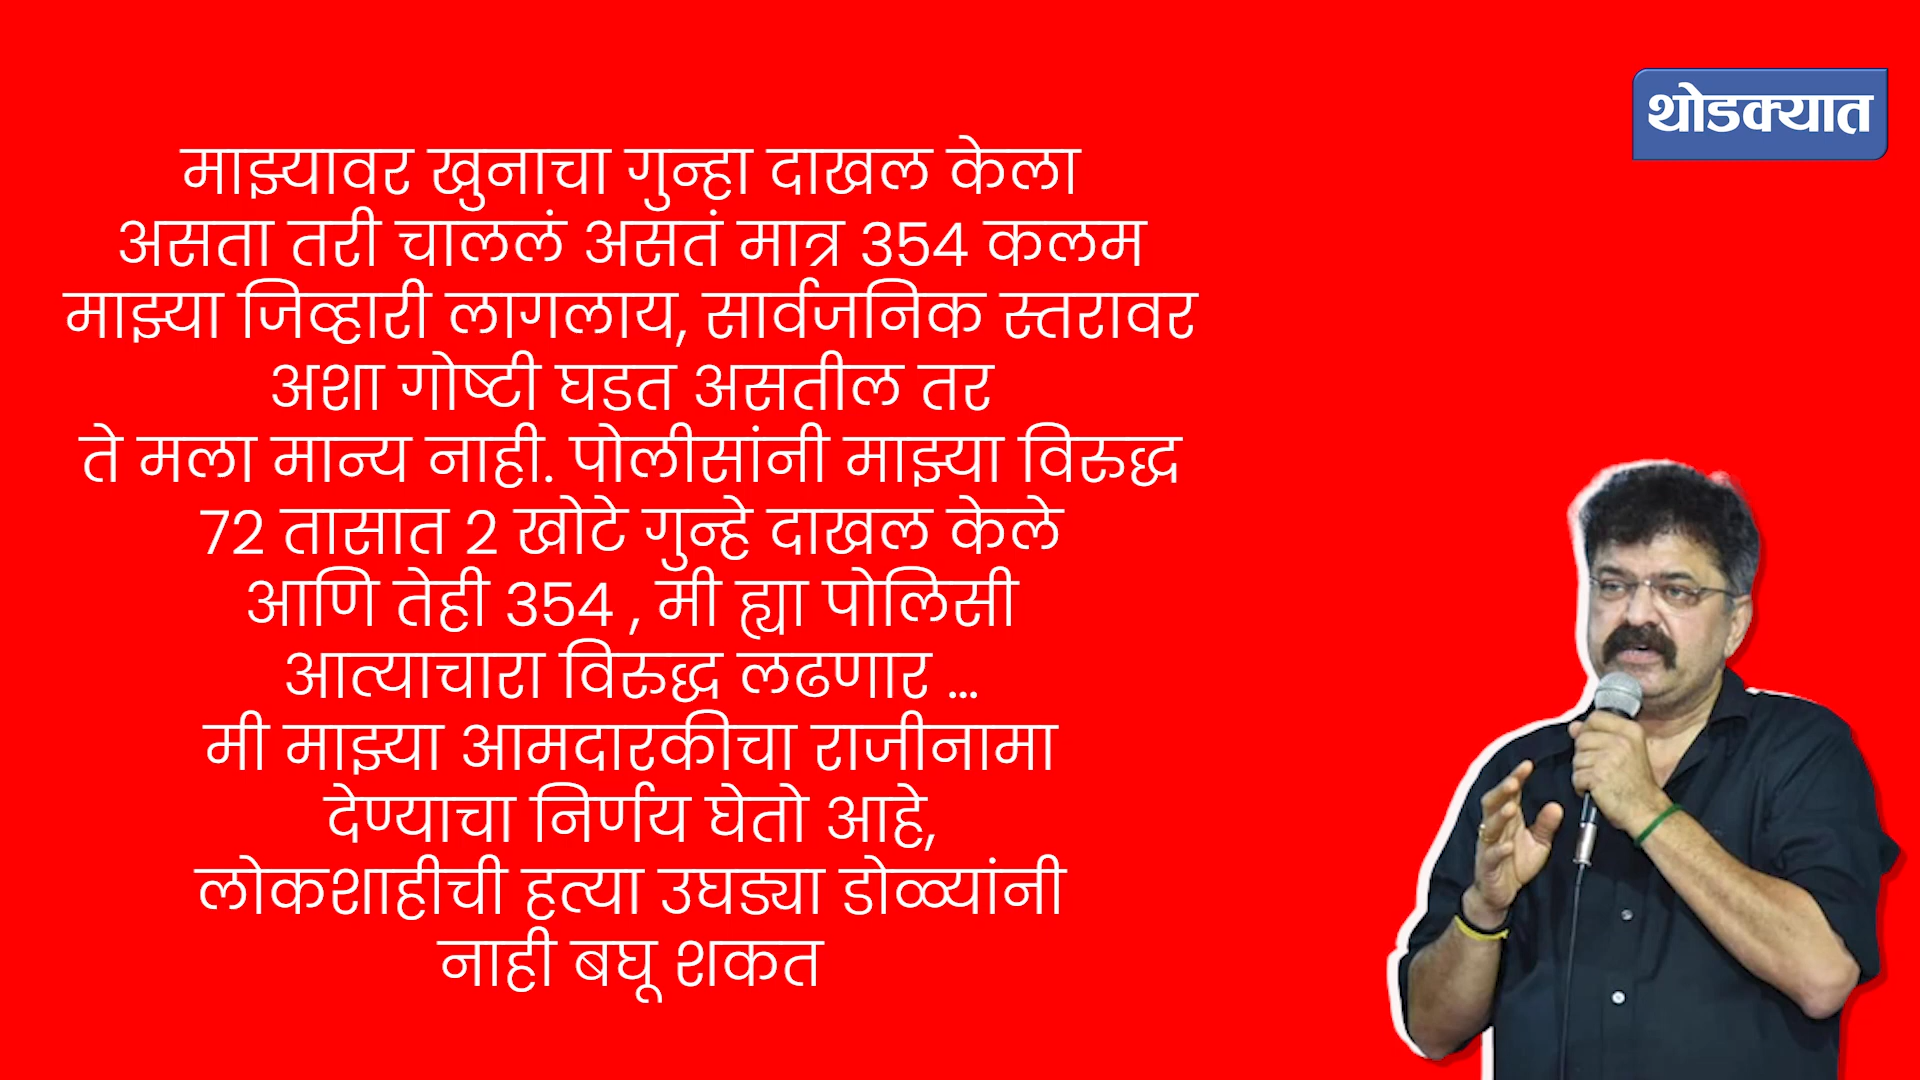 थोडक्यात
माझ्यावर खुनाचा गुन्हा दाखल केला
असता तरी चाललं असतं मात्र 354 कलम
माझ्या जिव्हारी लागलाय, सार्वजनिक स्तरावर
अशा गोष्टी घडत असतील तर
ते मला मान्य नाही. पोलीसांनी माझ्या विरुद्ध
72 तासात 2 खोटे गुन्हे दाखल केले
आणि तेही 354 , मी ह्या पोलिसी
आत्याचारा विरुद्ध लढणार ...
मी माझ्या आमदारकीचा राजीनामा
देण्याचा निर्णय घेतो आहे,
लोकशाहीची हत्या उघड्या डोळ्यांनी
नाही बघू शकत